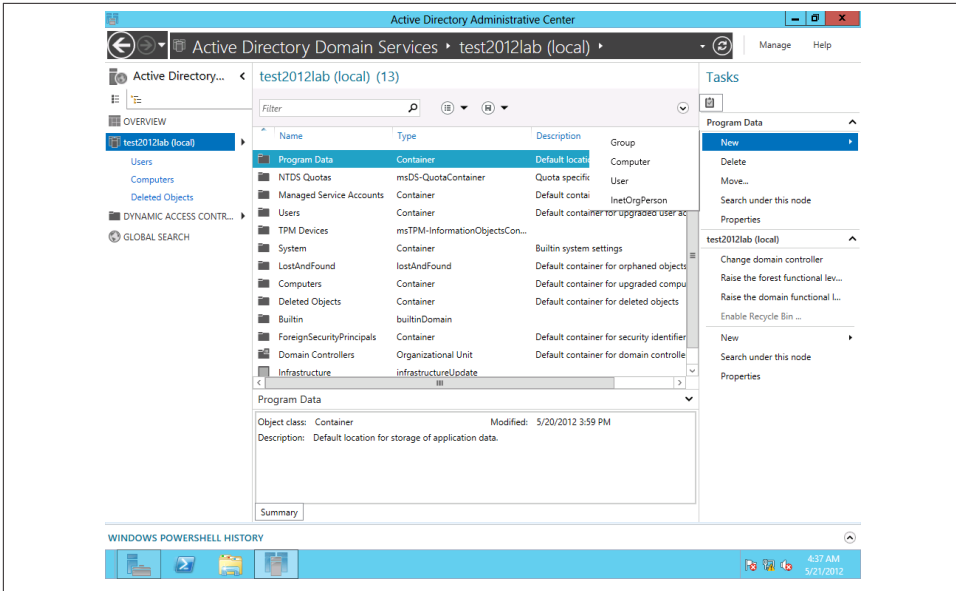 Active Directory Administrative Center
Active Directory Domain Services • test2012lab (local) •
Manage Help
Active Directory...
OVERVIEW
test2012lab (local)
Users
Computers
Deleted Objects
DYNAMIC ACCESS CONTR...
GLOBAL SEARCH
test2012lab (local) (13)
Filter
Name Type Description
Program Data Container Default locati
NTDS Quotas msDS-QuotaContainer Quota specific
Managed Service Accounts Container Default contai
Users Container Default container for upgraded user ac
TPM Devices msTPM-InformationObjectsCon...
System Container Builtin system settings
LostAndFound lostAndFound Default container for orphaned objects
Computers Container Default container for upgraded compu
Deleted Objects Container Default container for deleted objects
Builtin builtinDomain
ForeignSecurityPrincipals Container Default container for security identifier
Domain Controllers Organizational Unit Default container for domain controlle
Infrastructure infrastructureUpdate
Group
Computer
User
InetOrgPerson
Program Data
Object class: Container Modified: 5/20/2012 3:59 PM
Description: Default location for storage of application data.
Summary
Tasks
Program Data
New
Delete
Move...
Search under this node
Properties
test2012lab (local)
Change domain controller
Raise the forest functional lev...
Raise the domain functional l...
Enable Recycle Bin ...
New
Search under this node
Properties
WINDOWS POWERSHELL HISTORY
4:37 AM
5/21/2012